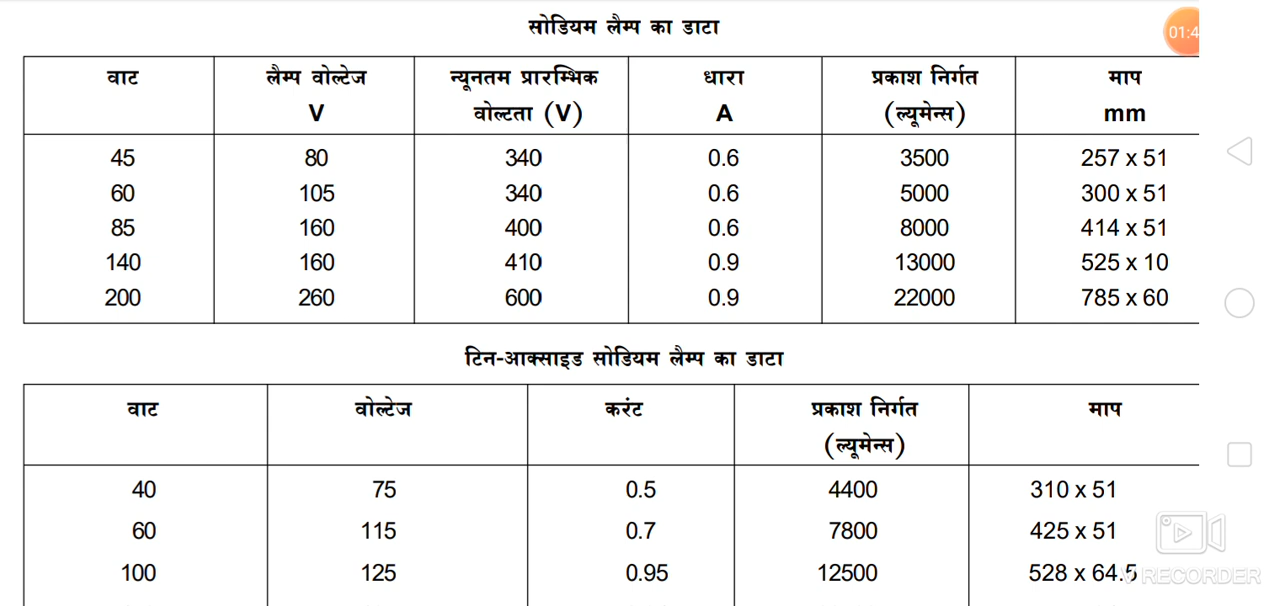 सोडियम लैम्प का डाटा
01:4
वाट लैम्प वोल्टेज न्यूनतम प्रारम्भिक धारा प्रकाश निर्गत माप
V वोल्टता (V) A (ल्यूमेन्स) mm
45 80 340 0.6 3500 257 x 51
60 105 340 0.6 5000 300 x 51
85 160 400 0.6 8000 414 x 51
140 160 410 0.9 13000 525 x 10
200 260 600 0.9 22000 785 x 60
टिन-आक्साइड सोडियम लैम्प का डाटा
वाट वोल्टेज करंट प्रकाश निर्गत माप
(ल्यूमेन्स)
40 75 0.5 4400 310 x 51
60 115 0.7 7800 425 x 51
100 125 0.95 12500 528 x 64.5
V RECORDER